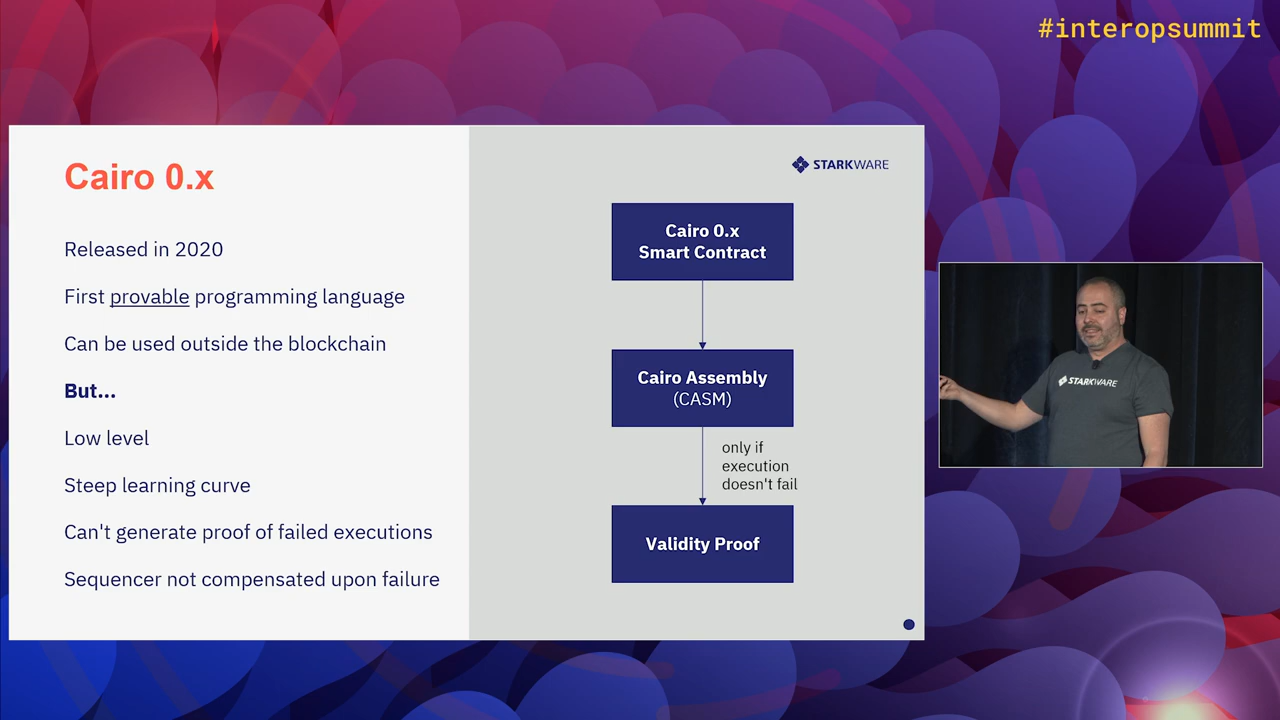 #interopsummit
Cairo 0.x
Released in 2020
First provable programming language
Can be used outside the blockchain
But...
Low level
Steep learning curve
Can't generate proof of failed executions
Sequencer not compensated upon failure
STARKWARE
Cairo 0.x
Smart Contract
Cairo Assembly
(CASM)
only if
execution
doesn't fail
Validity Proof
STARKWARE